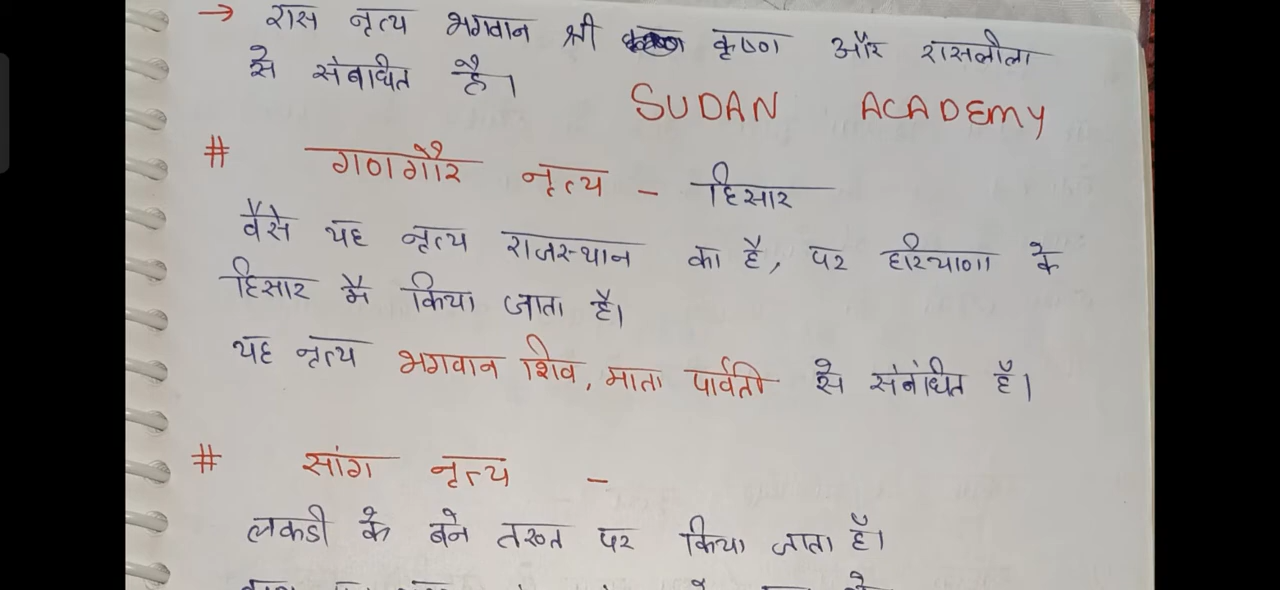 → रास नृत्य भगवान श्री कृष्ण और रासलीला
से संबाधित है।
SUDAN ACADEMY
# गणगौर नृत्य - हिसार
वैसे यह नृत्य राजस्थान का है, पर हरियाणा के
हिसार मै किया जाता है।
यह नृत्य भगवान शिव, माता पार्वती से संबंधित है।
# सांग नृत्य -
लकडी के बने तख्त पर किया जाता है।